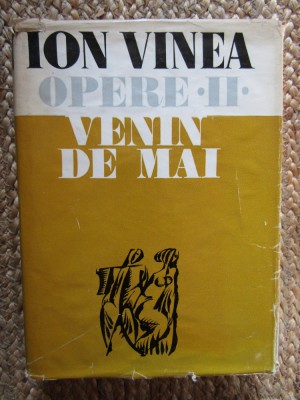 ION VINEA
OPERE·II·
VENIN
DE MAI